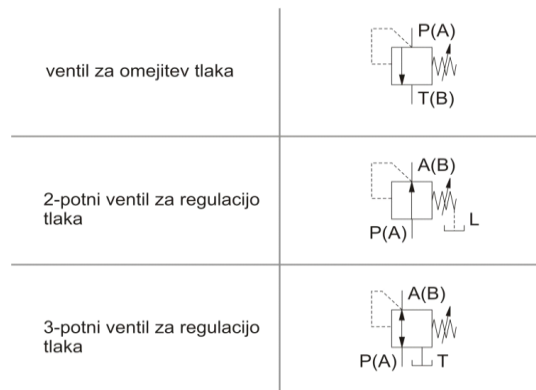 ventil za omejitev tlaka
P(A)
T(B)
2-potni ventil za regulacijo
tlaka
A(B)
P(A)
L
3-potni ventil za regulacijo
tlaka
A(B)
P(A)
T